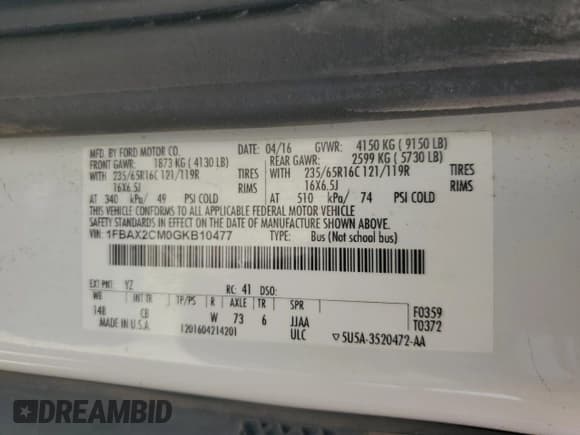 MFD. BY FORD MOTOR CO. DATE: 04/16 GVWR: 4150 KG ( 9150 LB)
FRONT GAWR: 1873 KG ( 4130 LB) REAR GAWR: 2599 KG ( 5730 LB)
WITH 235/65R16C 121/119R TIRES WITH 235/65R16C 121/119R TIRES
16X6.5J RIMS 16X6.5J RIMS
AT 340 kPa/ 49 PSI COLD AT 510 kPa/ 74 PSI COLD
THIS VEHICLE CONFORMS TO ALL APPLICABLE FEDERAL MOTOR VEHICLE
SAFETY STANDARDS IN EFFECT ON THE DATE OF MANUFACTURE SHOWN ABOVE.
VIN: 1FBAX2CM0GKB10477 TYPE: Bus (Not school bus)
EXT PNT: YZ RC: 41 DSO:
WB INT TR TP/PS R AXLE TR SPR F0359
148 CB W 73 6 JJAA T0372
MADE IN U.S.A. 1201604214201 ULC ▽ 5U5A-3520472-AA
DREAMBID